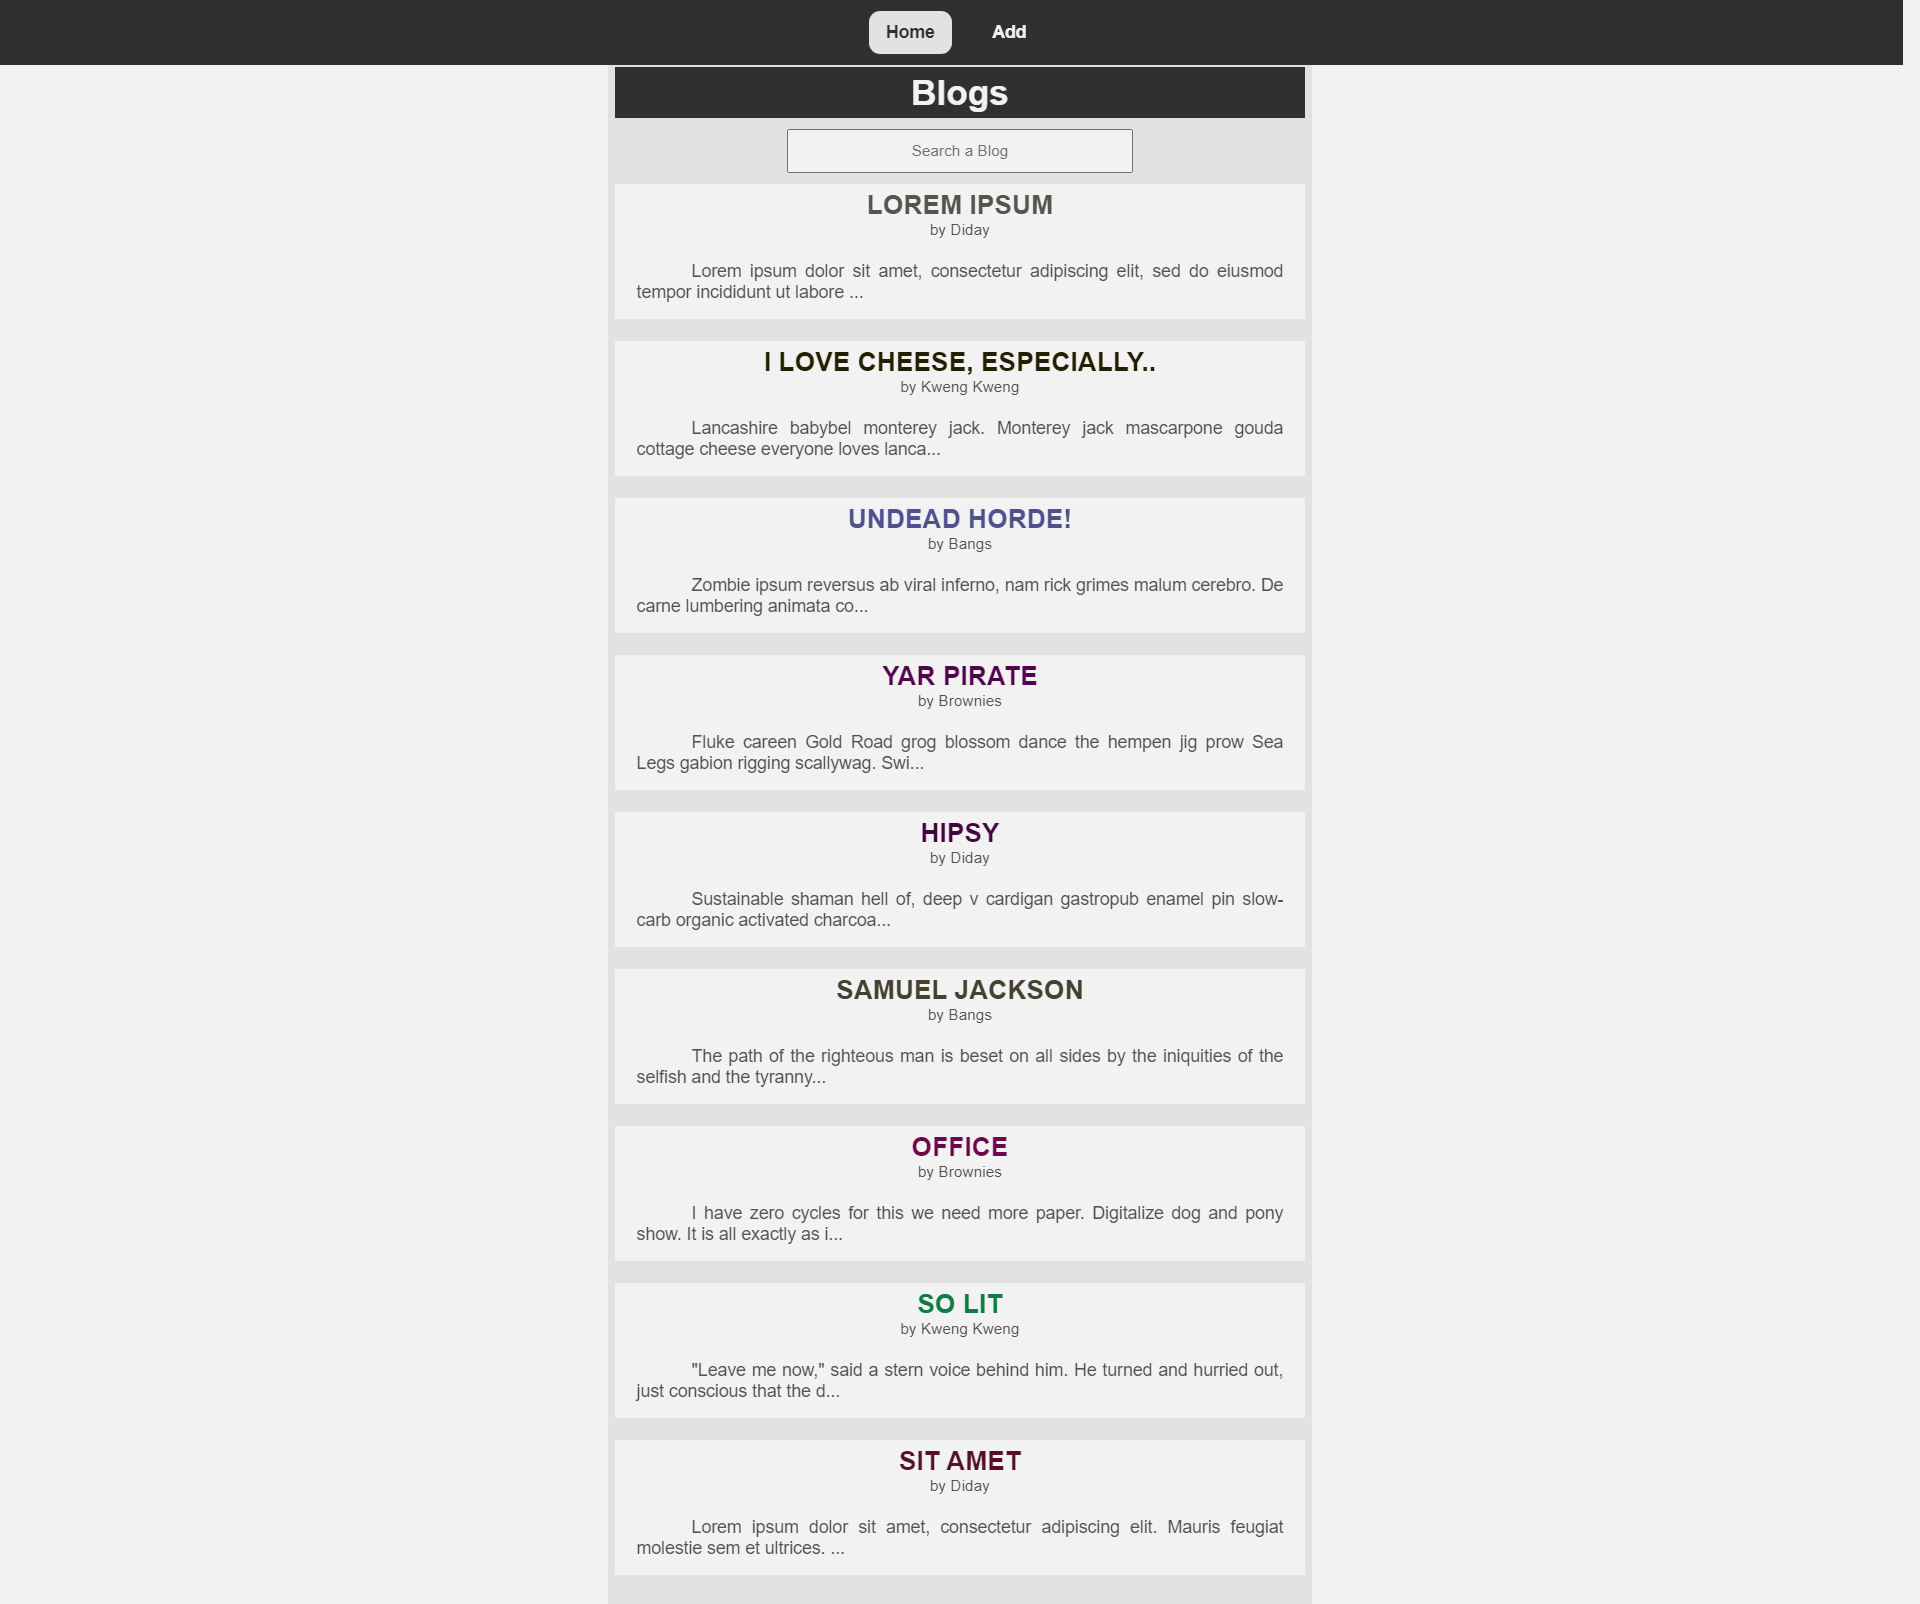 Home Add
Blogs
Search a Blog
LOREM IPSUM
by Diday
Lorem ipsum dolor sit amet, consectetur adipiscing elit, sed do eiusmod
tempor incididunt ut labore ...
I LOVE CHEESE, ESPECIALLY..
by Kweng Kweng
Lancashire babybel monterey jack. Monterey jack mascarpone gouda
cottage cheese everyone loves lanca...
UNDEAD HORDE!
by Bangs
Zombie ipsum reversus ab viral inferno, nam rick grimes malum cerebro. De
carne lumbering animata co...
YAR PIRATE
by Brownies
Fluke careen Gold Road grog blossom dance the hempen jig prow Sea
Legs gabion rigging scallywag. Swi...
HIPSY
by Diday
Sustainable shaman hell of, deep v cardigan gastropub enamel pin slow-
carb organic activated charcoa...
SAMUEL JACKSON
by Bangs
The path of the righteous man is beset on all sides by the iniquities of the
selfish and the tyranny...
OFFICE
by Brownies
I have zero cycles for this we need more paper. Digitalize dog and pony
show. It is all exactly as i...
SO LIT
by Kweng Kweng
"Leave me now," said a stern voice behind him. He turned and hurried out,
just conscious that the d...
SIT AMET
by Diday
Lorem ipsum dolor sit amet, consectetur adipiscing elit. Mauris feugiat
molestie sem et ultrices. ...